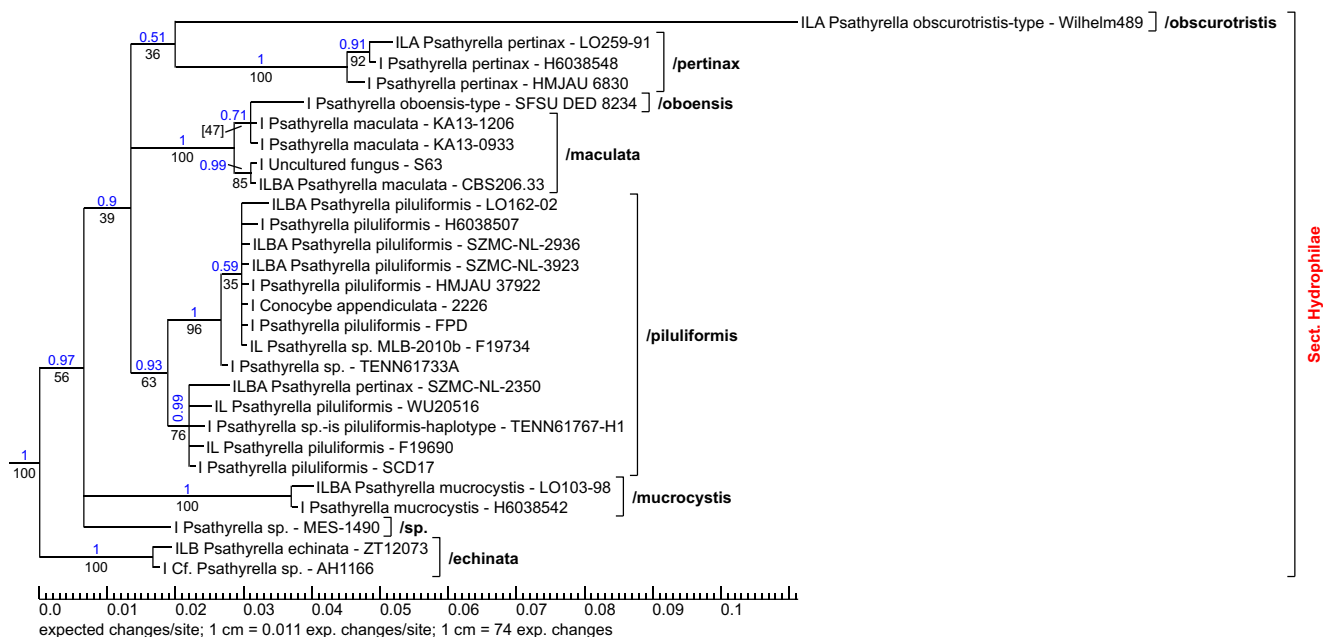 ILA Psathyrella obscurotristis-type - Wilhelm489 /obscurotristis
0.51
36
0.91
92
ILA Psathyrella pertinax - LO259-91
I Psathyrella pertinax - H6038548
I Psathyrella pertinax - HMJAU 6830
/pertinax
1
100
I Psathyrella oboensis-type - SFSU DED 8234 /oboensis
0.71
[47]
I Psathyrella maculata - KA13-1206
I Psathyrella maculata - KA13-0933
1
100
0.99
85
I Uncultured fungus - S63
ILBA Psathyrella maculata - CBS206.33
/maculata
0.9
39
ILBA Psathyrella piluliformis - LO162-02
I Psathyrella piluliformis - H6038507
ILBA Psathyrella piluliformis - SZMC-NL-2936
ILBA Psathyrella piluliformis - SZMC-NL-3923
0.59
35
I Psathyrella piluliformis - HMJAU 37922
I Conocybe appendiculata - 2226
I Psathyrella piluliformis - FPD
IL Psathyrella sp. MLB-2010b - F19734
1
96
I Psathyrella sp. - TENN61733A
/piluliformis
0.97
56
0.93
63
ILBA Psathyrella pertinax - SZMC-NL-2350
IL Psathyrella piluliformis - WU20516
0.99
76
I Psathyrella sp.-is piluliformis-haplotype - TENN61767-H1
IL Psathyrella piluliformis - F19690
I Psathyrella piluliformis - SCD17
1
100
ILBA Psathyrella mucrocystis - LO103-98
I Psathyrella mucrocystis - H6038542
/mucrocystis
1
100
I Psathyrella sp. - MES-1490 /sp.
ILB Psathyrella echinata - ZT12073
I Cf. Psathyrella sp. - AH1166
/echinata
1
100
Sect. Hydrophilae
0.0 0.01 0.02 0.03 0.04 0.05 0.06 0.07 0.08 0.09 0.1
expected changes/site; 1 cm = 0.011 exp. changes/site; 1 cm = 74 exp. changes